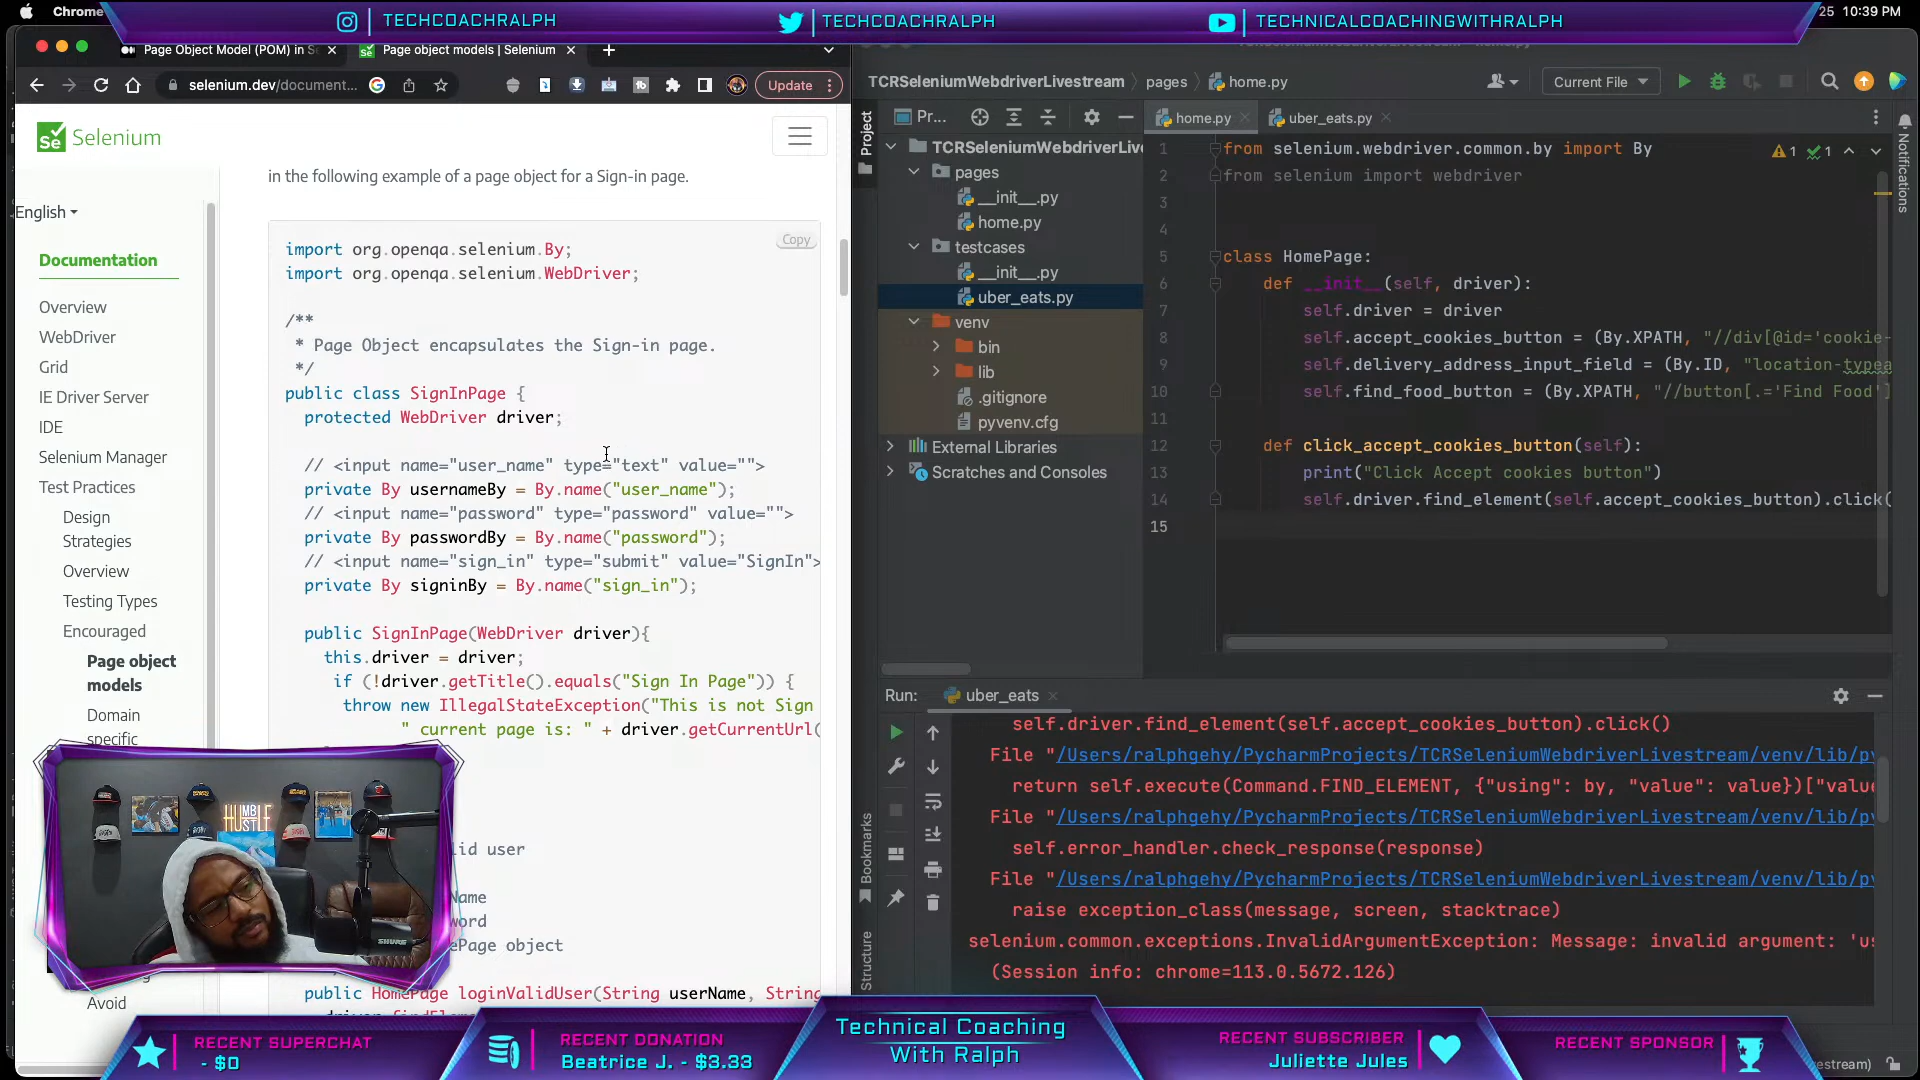 Chrome
25 10:39 PM
TECHCOACHRALPH
TECHCOACHRALPH
TECHNICALCOACHINGWITHRALPH
Page Object Model (POM) in S
Page object models | Selenium
selenium.dev/document...
Update
Selenium
English
Documentation
Overview
WebDriver
Grid
IE Driver Server
IDE
Selenium Manager
Test Practices
Design
Strategies
Overview
Testing Types
Encouraged
Page object
models
Domain
specific
Avoid
in the following example of a page object for a Sign-in page.
Copy
import org.openqa.selenium.By;
import org.openqa.selenium.WebDriver;
/**
* Page Object encapsulates the Sign-in page.
*/
public class SignInPage {
protected WebDriver driver;
// <input name="user_name" type="text" value="">
private By usernameBy = By.name("user_name");
// <input name="password" type="password" value="">
private By passwordBy = By.name("password");
// <input name="sign_in" type="submit" value="SignIn">
private By signinBy = By.name("sign_in");
public SignInPage(WebDriver driver){
this.driver = driver;
if (!driver.getTitle().equals("Sign In Page")) {
throw new IllegalStateException("This is not Sign
" current page is: " + driver.getCurrentUrl(
lid user
Name
word
ePage object
public HomePage loginValidUser(String userName, String
HUMBLE
HUSTLE
SHURE
TCRSeleniumWebdriverLivestream
pages
home.py
Current File
Project
Pr...
TCRSeleniumWebdriverLive
pages
__init__.py
home.py
testcases
__init__.py
uber_eats.py
venv
bin
lib
.gitignore
pyvenv.cfg
External Libraries
Scratches and Consoles
home.py
uber_eats.py
Notifications
1 from selenium.webdriver.common.by import By
1
1
2 from selenium import webdriver
3
4
5 class HomePage:
6 def __init__(self, driver):
7 self.driver = driver
8 self.accept_cookies_button = (By.XPATH, "//div[@id='cookie-
9 self.delivery_address_input_field = (By.ID, "location-typea
10 self.find_food_button = (By.XPATH, "//button[.='Find Food']
11
12 def click_accept_cookies_button(self):
13 print("Click Accept cookies button")
14 self.driver.find_element(self.accept_cookies_button).click(
15
Run:
uber_eats
Bookmarks
Structure
self.driver.find_element(self.accept_cookies_button).click()
File "/Users/ralphgehy/PycharmProjects/TCRSeleniumWebdriverLivestream/venv/lib/py
return self.execute(Command.FIND_ELEMENT, {"using": by, "value": value})["value
File "/Users/ralphgehy/PycharmProjects/TCRSeleniumWebdriverLivestream/venv/lib/py
self.error_handler.check_response(response)
File "/Users/ralphgehy/PycharmProjects/TCRSeleniumWebdriverLivestream/venv/lib/py
raise exception_class(message, screen, stacktrace)
selenium.common.exceptions.InvalidArgumentException: Message: invalid argument: 'us
(Session info: chrome=113.0.5672.126)
RECENT SUPERCHAT
- $0
RECENT DONATION
Beatrice J. - $3.33
Technical Coaching
With Ralph
RECENT SUBSCRIBER
Juliette Jules
RECENT SPONSOR
estream)